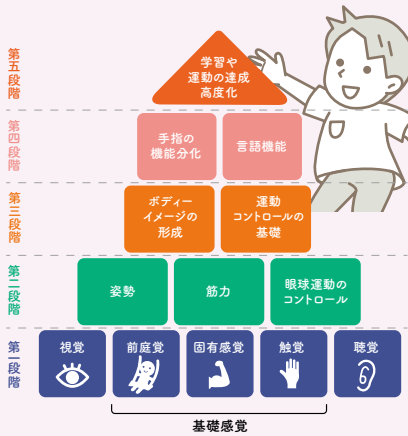 第五段階
学習や
運動の達成
高度化
第四段階
手指の
機能分化
言語機能
第三段階
ボディー
イメージの
形成
運動
コントロールの
基礎
第二段階
姿勢
筋力
眼球運動の
コントロール
第一段階
視覚
前庭覚
固有感覚
触覚
聴覚
基礎感覚